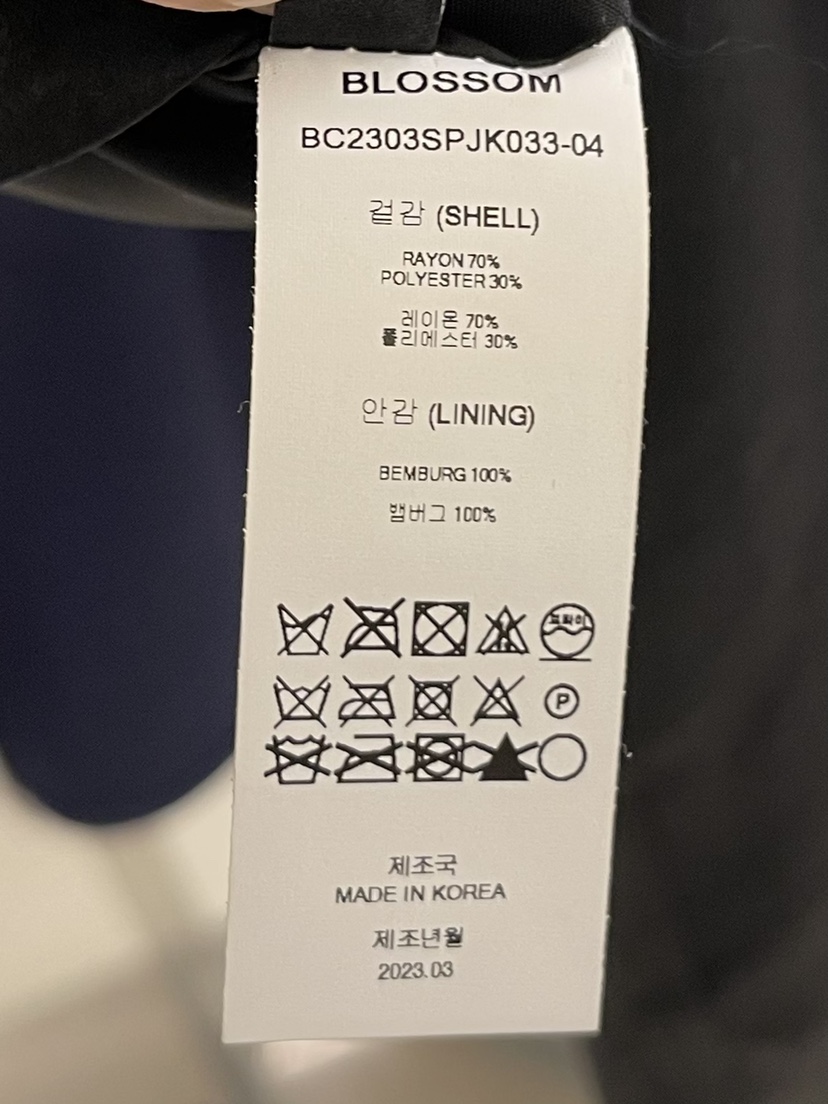 BLOSSOM
BC2303SPJK033-04
겉감 (SHELL)
RAYON 70%
POLYESTER 30%
레이온 70%
폴리에스터 30%
안감 (LINING)
BEMBURG 100%
뱀버그 100%
드라이
P
제조국
MADE IN KOREA
제조년월
2023.03